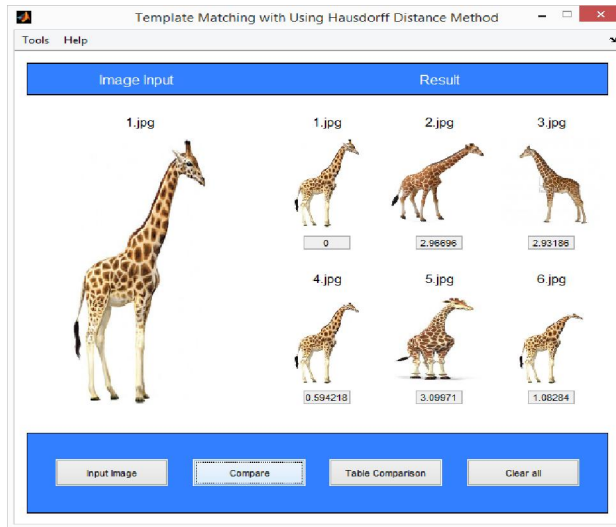 Template Matching with Using Hausdorff Distance Method
Tools Help
Image Input Result
1.jpg 1.jpg 2.jpg 3.jpg
0 2.96696 2.93186
4.jpg 5.jpg 6.jpg
0.594218 3.09971 1.08284
Input Image Compare Table Comparison Clear all